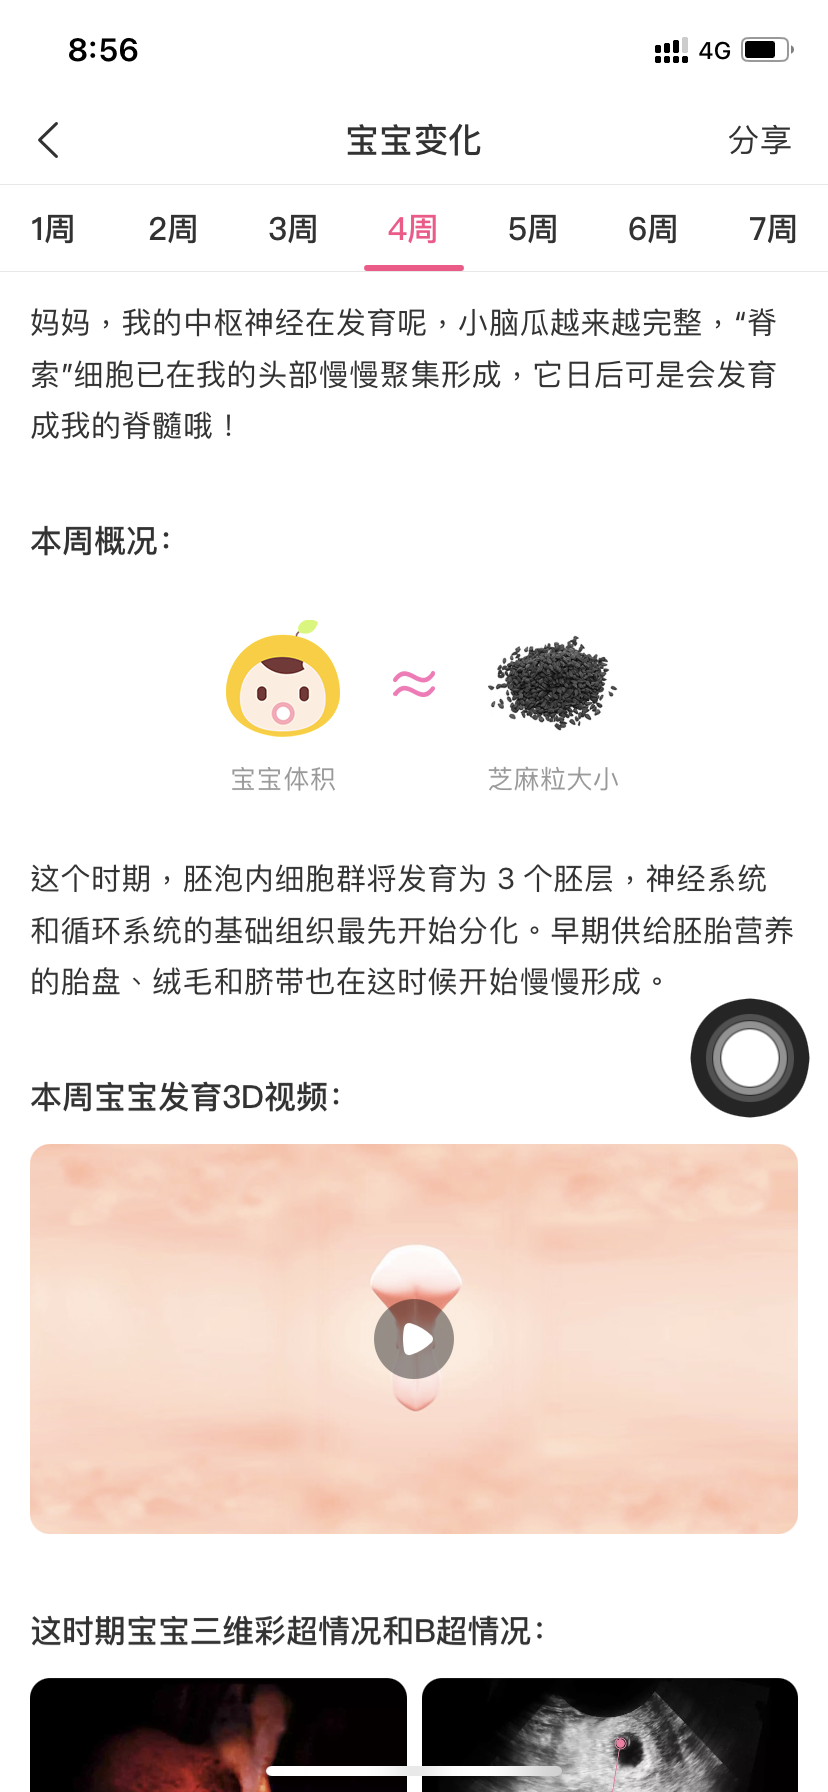 8:56
4G
宝宝变化
分享
1周 2周 3周 4周 5周 6周 7周
妈妈，我的中枢神经在发育呢，小脑瓜越来越完整，“脊
索”细胞已在我的头部慢慢聚集形成，它日后可是会发育
成我的脊髓哦！
本周概况：
宝宝体积
芝麻粒大小
这个时期，胚泡内细胞群将发育为 3 个胚层，神经系统
和循环系统的基础组织最先开始分化。早期供给胚胎营养
的胎盘、绒毛和脐带也在这时候开始慢慢形成。
本周宝宝发育3D视频：
这时期宝宝三维彩超情况和B超情况：